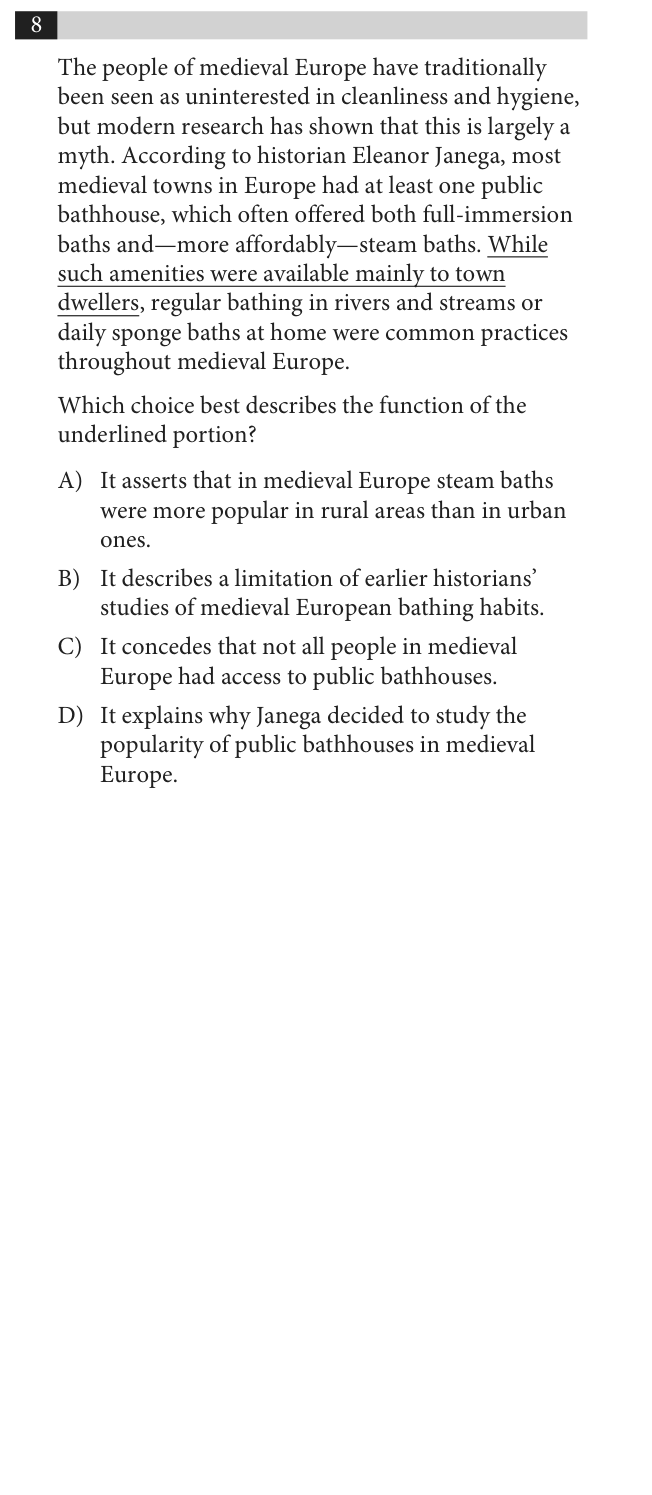 8
The people of medieval Europe have traditionally
been seen as uninterested in cleanliness and hygiene,
but modern research has shown that this is largely a
myth. According to historian Eleanor Janega, most
medieval towns in Europe had at least one public
bathhouse, which often offered both full-immersion
baths and—more affordably—steam baths. While
such amenities were available mainly to town
dwellers, regular bathing in rivers and streams or
daily sponge baths at home were common practices
throughout medieval Europe.
Which choice best describes the function of the
underlined portion?
A) It asserts that in medieval Europe steam baths
were more popular in rural areas than in urban
ones.
B) It describes a limitation of earlier historians’
studies of medieval European bathing habits.
C) It concedes that not all people in medieval
Europe had access to public bathhouses.
D) It explains why Janega decided to study the
popularity of public bathhouses in medieval
Europe.